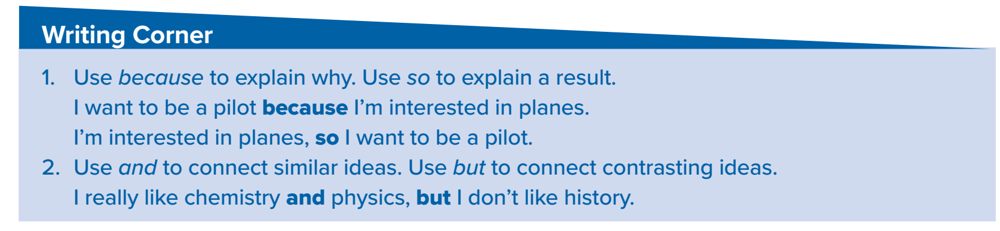 Writing Corner
1. Use because to explain why. Use so to explain a result.
I want to be a pilot because I’m interested in planes.
I’m interested in planes, so I want to be a pilot.
2. Use and to connect similar ideas. Use but to connect contrasting ideas.
I really like chemistry and physics, but I don’t like history.